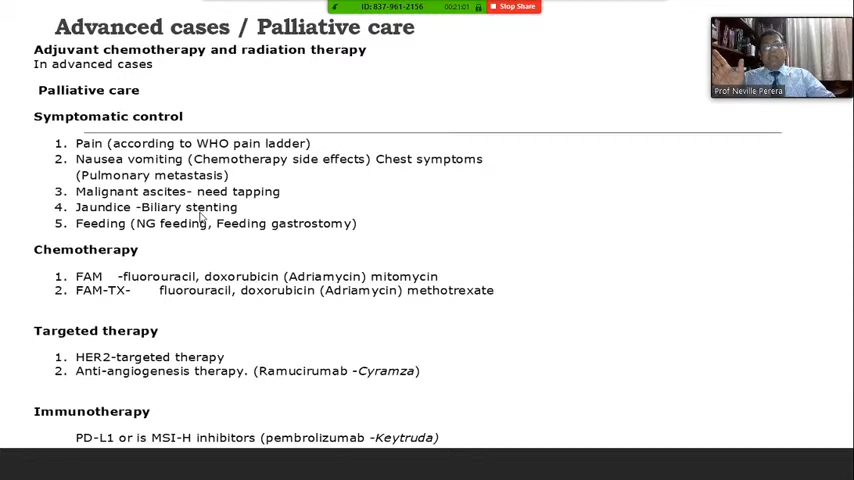 ID: 837-961-2156
00:21:01
Stop Share
Advanced cases / Palliative care
Adjuvant chemotherapy and radiation therapy
In advanced cases
Palliative care
Symptomatic control
1. Pain (according to WHO pain ladder)
2. Nausea vomiting (Chemotherapy side effects) Chest symptoms
(Pulmonary metastasis)
3. Malignant ascites- need tapping
4. Jaundice -Biliary stenting
5. Feeding (NG feeding, Feeding gastrostomy)
Chemotherapy
1. FAM -fluorouracil, doxorubicin (Adriamycin) mitomycin
2. FAM-TX- fluorouracil, doxorubicin (Adriamycin) methotrexate
Targeted therapy
1. HER2-targeted therapy
2. Anti-angiogenesis therapy. (Ramucirumab -Cyramza)
Immunotherapy
PD-L1 or is MSI-H inhibitors (pembrolizumab -Keytruda)
Prof Neville Perera